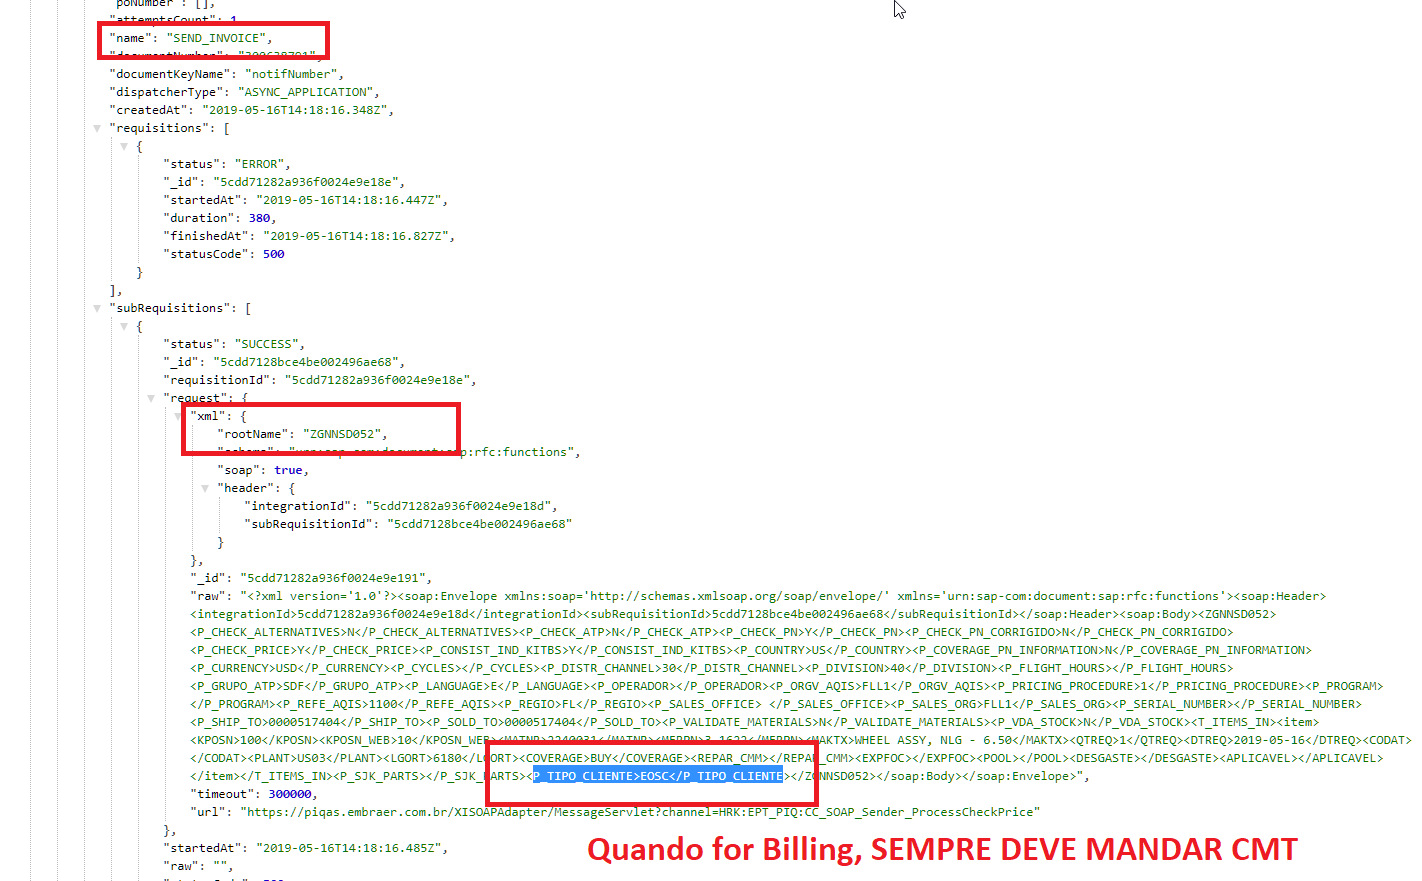 "poNumber": [],
"attemptsCount": 1,
"name": "SEND_INVOICE",
"documentNumber":
"documentKeyName": "notifNumber",
"dispatcherType": "ASYNC_APPLICATION",
"createdAt": "2019-05-16T14:18:16.348Z",
"requisitions": [
{
"status": "ERROR",
"_id": "5cdd71282a936f0024e9e18e",
"startedAt": "2019-05-16T14:18:16.447Z",
"duration": 380,
"finishedAt": "2019-05-16T14:18:16.827Z",
"statusCode": 500
}
],
"subRequisitions": [
{
"status": "SUCCESS",
"_id": "5cdd7128bce4be002496ae68",
"requisitionId": "5cdd71282a936f0024e9e18e",
"request": {
"xml": {
"rootName": "ZGNNSD052",
"schema": "urn:sap-com:document:sap:rfc:functions",
"soap": true,
"header": {
"integrationId": "5cdd71282a936f0024e9e18d",
"subRequisitionId": "5cdd7128bce4be002496ae68"
}
},
"_id": "5cdd71282a936f0024e9e191",
"raw": "<?xml version='1.0'?><soap:Envelope xmlns:soap='http://schemas.xmlsoap.org/soap/envelope/' xmlns='urn:sap-com:document:sap:rfc:functions'><soap:Header>
<integrationId>5cdd71282a936f0024e9e18d</integrationId><subRequisitionId>5cdd7128bce4be002496ae68</subRequisitionId></soap:Header><soap:Body><ZGNNSD052>
<P_CHECK_ALTERNATIVES>N</P_CHECK_ALTERNATIVES><P_CHECK_ATP>N</P_CHECK_ATP><P_CHECK_PN>Y</P_CHECK_PN><P_CHECK_PN_CORRIGIDO>N</P_CHECK_PN_CORRIGIDO>
<P_CHECK_PRICE>Y</P_CHECK_PRICE><P_CONSIST_IND_KITBS>Y</P_CONSIST_IND_KITBS><P_COUNTRY>US</P_COUNTRY><P_COVERAGE_PN_INFORMATION>N</P_COVERAGE_PN_INFORMATION>
<P_CURRENCY>USD</P_CURRENCY><P_CYCLES></P_CYCLES><P_DISTR_CHANNEL>30</P_DISTR_CHANNEL><P_DIVISION>40</P_DIVISION><P_FLIGHT_HOURS></P_FLIGHT_HOURS>
<P_GRUPO_ATP>SDF</P_GRUPO_ATP><P_LANGUAGE>E</P_LANGUAGE><P_OPERADOR></P_OPERADOR><P_ORGV_AQIS>FLL1</P_ORGV_AQIS><P_PRICING_PROCEDURE>1</P_PRICING_PROCEDURE><P_PROGRAM>
</P_PROGRAM><P_REFE_AQIS>1100</P_REFE_AQIS><P_REGIO>FL</P_REGIO><P_SALES_OFFICE> </P_SALES_OFFICE><P_SALES_ORG>FLL1</P_SALES_ORG><P_SERIAL_NUMBER></P_SERIAL_NUMBER>
<P_SHIP_TO>0000517404</P_SHIP_TO><P_SOLD_TO>0000517404</P_SOLD_TO><P_VALIDATE_MATERIALS>N</P_VALIDATE_MATERIALS><P_VDA_STOCK>N</P_VDA_STOCK><T_ITEMS_IN><item>
<KPOSN>100</KPOSN><KPOSN_WEB>10</KPOSN_WEB><MATNR>2240031</MATNR><MFRPN>3-1622</MFRPN><MAKTX>WHEEL ASSY, NLG - 6.50</MAKTX><QTREQ>1</QTREQ><DTREQ>2019-05-16</DTREQ><CODAT>
</CODAT><PLANT>US03</PLANT><LGORT>6180</LGORT><COVERAGE>BUY</COVERAGE><REPAR_CMM></REPAR_CMM><EXPFOC></EXPFOC><POOL></POOL><DESGASTE></DESGASTE><APLICAVEL></APLICAVEL>
</item></T_ITEMS_IN><P_SJK_PARTS></P_SJK_PARTS><P_TIPO_CLIENTE>EOSC</P_TIPO_CLIENTE></ZGNNSD052></soap:Body></soap:Envelope>",
"timeout": 300000,
"url": "https://piqas.embraer.com.br/XISOAPAdapter/MessageServlet?channel=HRK:EPT_PIQ:CC_SOAP_Sender_ProcessCheckPrice"
},
"startedAt": "2019-05-16T14:18:16.485Z",
"raw": "",
Quando for Billing, SEMPRE DEVE MANDAR CMT